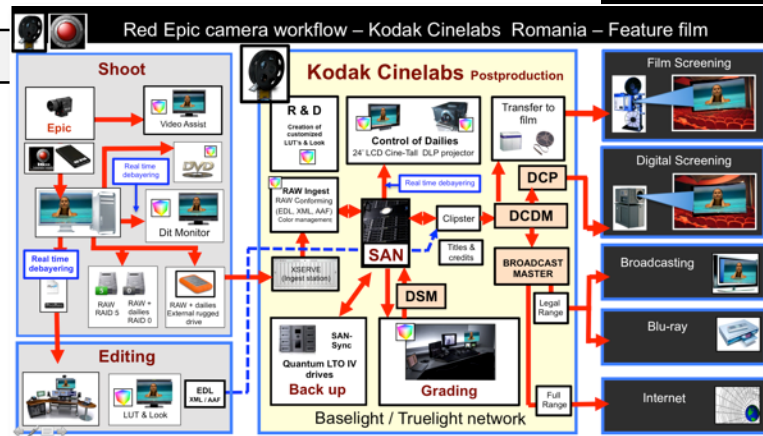 Red Epic camera workflow – Kodak Cinelabs Romania – Feature film
Shoot
Epic
Video Assist
Real time
debayering
DVD
Dit Monitor
Real time
debayering
RAW
RAID 5
RAW +
dailies
RAID 0
RAW + dailies
External rugged
drive
Editing
LUT & Look
EDL
XML / AAF
Kodak Cinelabs Postproduction
R & D
Creation of
customized
LUT's & Look
Control of Dailies
24' LCD Cine-Tall DLP projector
Transfer to
film
RAW Ingest
RAW Conforming
(EDL, XML, AAF)
Color management
Real time debayering
SAN
Clipster
Titles &
credits
DCP
DCDM
BROADCAST
MASTER
XSERVE
(Ingest station)
DSM
Legal
Range
SAN-
Sync
Quantum LTO IV
drives
Back up
Grading
Full
Range
Baselight / Truelight network
Film Screening
Digital Screening
Broadcasting
Blu-ray
Internet